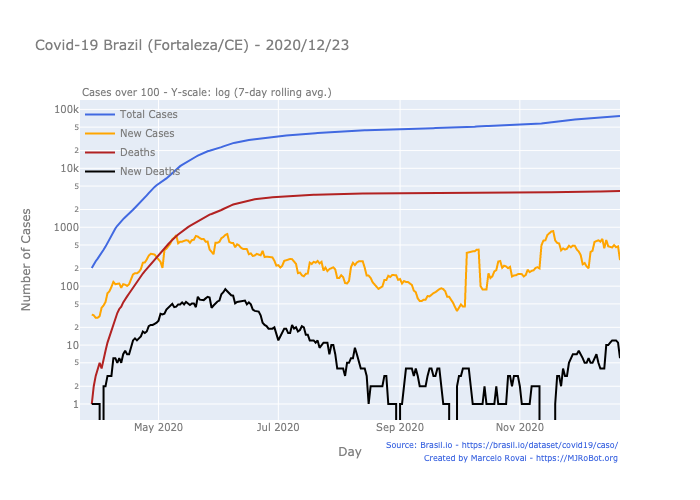 Covid-19 Brazil (Fortaleza/CE) - 2020/12/23
Cases over 100 - Y-scale: log (7-day rolling avg.)
Total Cases
New Cases
Deaths
New Deaths
100k
5
2
10k
5
2
1000
5
2
100
5
2
10
5
2
1
Number of Cases
May 2020
Jul 2020
Sep 2020
Nov 2020
Day
Source: Brasil.io - https://brasil.io/dataset/covid19/caso/
Created by Marcelo Rovai - https://MJRoBot.org